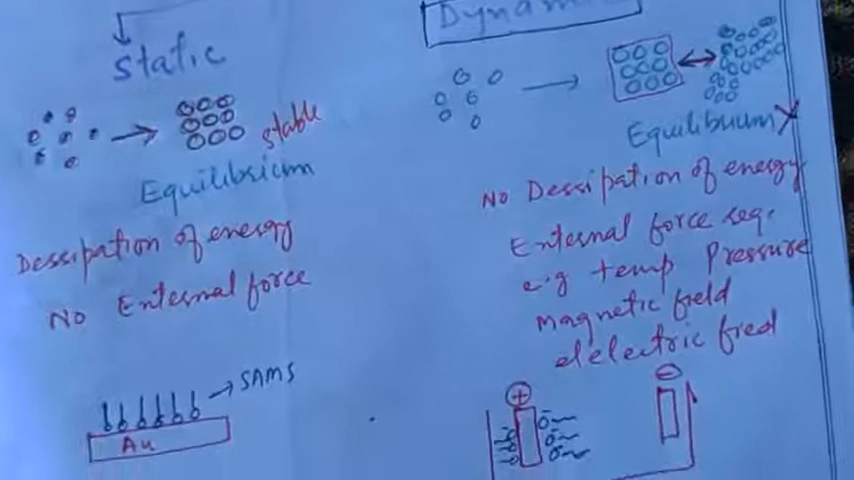 static
stable
Equilibrium
Dessipation of energy
No External force
SAMS
Au
Dynam
Equilibuum X
No Dessipation of energy
External force req.
e.g temp Pressure
magnetic field
elelectric fied
+
-